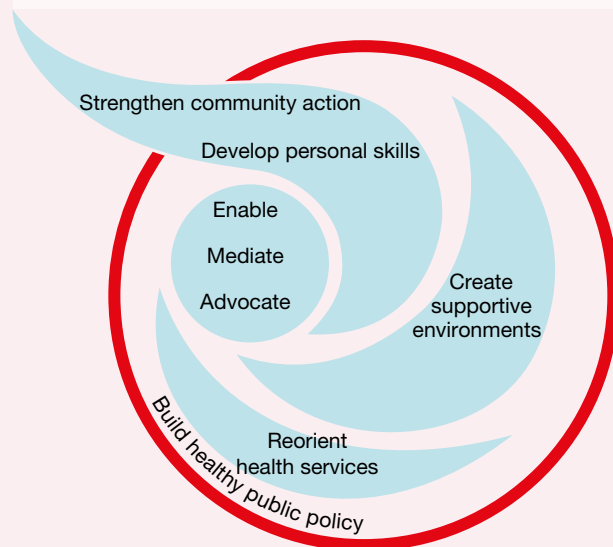 Strengthen community action
Develop personal skills
Enable
Mediate
Advocate
Create
supportive
environments
Reorient
health services
Build healthy public policy